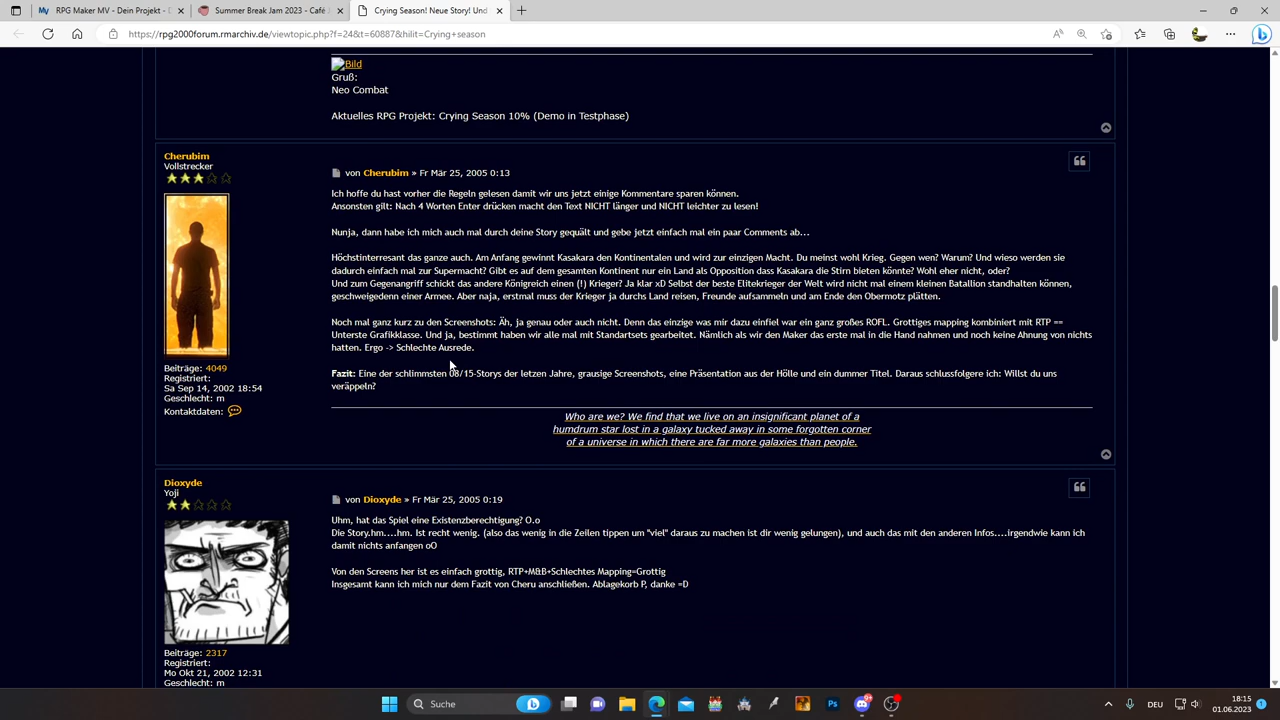 RPG Maker MV - Dein Projekt - D
Summer Break Jam 2023 - Café
Crying Season! Neue Story! Und
https://rpg2000forum.rmarchiv.de/viewtopic.php?f=24&t=60887&hilit=Crying+season
Bild
Gruß:
Neo Combat
Aktuelles RPG Projekt: Crying Season 10% (Demo in Testphase)
Cherubim
Vollstrecker
Beiträge: 4049
Registriert:
Sa Sep 14, 2002 18:54
Geschlecht: m
Kontaktdaten:
von Cherubim » Fr Mär 25, 2005 0:13
Ich hoffe du hast vorher die Regeln gelesen damit wir uns jetzt einige Kommentare sparen können.
Ansonsten gilt: Nach 4 Worten Enter drücken macht den Text NICHT länger und NICHT leichter zu lesen!
Nunja, dann habe ich mich auch mal durch deine Story gequält und gebe jetzt einfach mal ein paar Comments ab...
Höchstinterresant das ganze auch. Am Anfang gewinnt Kasakara den Kontinentalen und wird zur einzigen Macht. Du meinst wohl Krieg. Gegen wen? Warum? Und wieso werden sie
dadurch einfach mal zur Supermacht? Gibt es auf dem gesamten Kontinent nur ein Land als Opposition dass Kasakara die Stirn bieten könnte? Wohl eher nicht, oder?
Und zum Gegenangriff schickt das andere Königreich einen (!) Krieger? Ja klar xD Selbst der beste Elitekrieger der Welt wird nicht mal einem kleinen Batallion standhalten können,
geschweigedenn einer Armee. Aber naja, erstmal muss der Krieger ja durchs Land reisen, Freunde aufsammeln und am Ende den Obermotz plätten.
Noch mal ganz kurz zu den Screenshots: Äh, ja genau oder auch nicht. Denn das einzige was mir dazu einfiel war ein ganz großes ROFL. Grottiges mapping kombiniert mit RTP ==
Unterste Grafikklasse. Und ja, bestimmt haben wir alle mal mit Standartsets gearbeitet. Nämlich als wir den Maker das erste mal in die Hand nahmen und noch keine Ahnung von nichts
hatten. Ergo -> Schlechte Ausrede.
Fazit: Eine der schlimmsten 08/15-Storys der letzen Jahre, grausige Screenshots, eine Präsentation aus der Hölle und ein dummer Titel. Daraus schlussfolgere ich: Willst du uns
veräppeln?
Who are we? We find that we live on an insignificant planet of a
humdrum star lost in a galaxy tucked away in some forgotten corner
of a universe in which there are far more galaxies than people.
Dioxyde
Yoji
Beiträge: 2317
Registriert:
Mo Okt 21, 2002 12:31
Geschlecht: m
von Dioxyde » Fr Mär 25, 2005 0:19
Uhm, hat das Spiel eine Existenzberechtigung? O.o
Die Story.hm....hm. Ist recht wenig. (also das wenig in die Zeilen tippen um "viel" daraus zu machen ist dir wenig gelungen), und auch das mit den anderen Infos....irgendwie kann ich
damit nichts anfangen oO
Von den Screens her ist es einfach grottig, RTP+M&B+Schlechtes Mapping=Grottig
Insgesamt kann ich mich nur dem Fazit von Cheru anschließen. Ablagekorb P, danke =D
Suche
DEU
18:15
01.06.2023